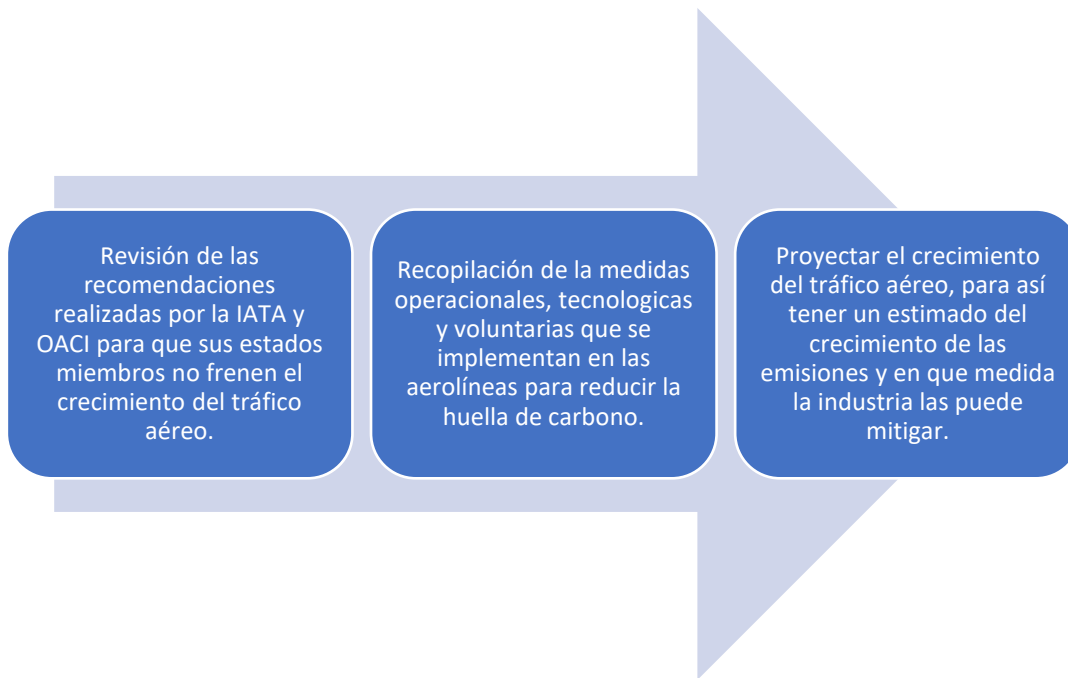 Revisión de las
recomendaciones
realizadas por la IATA y
OACI para que sus estados
miembros no frenen el
crecimiento del tráfico
aéreo.
Recopilación de la medidas
operacionales, tecnologicas
y voluntarias que se
implementan en las
aerolíneas para reducir la
huella de carbono.
Proyectar el crecimiento
del tráfico aéreo, para así
tener un estimado del
crecimiento de las
emisiones y en que medida
la industria las puede
mitigar.